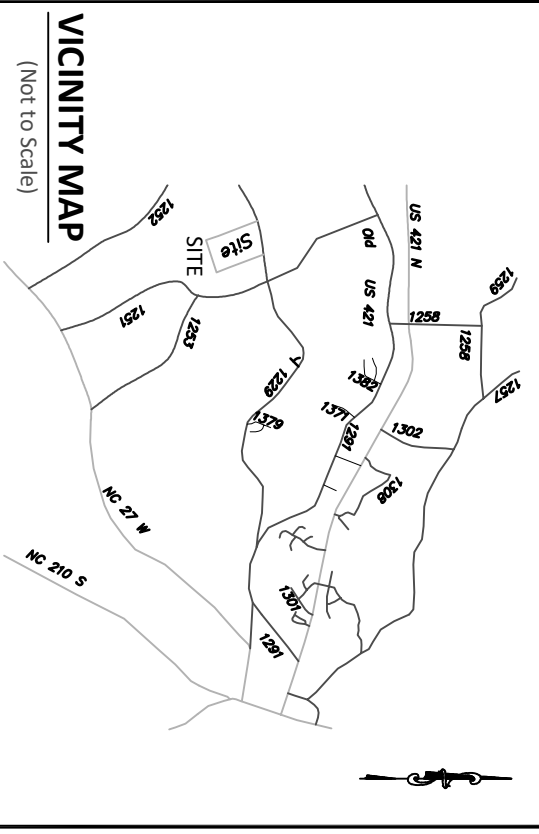 VICINITY MAP
(Not to Scale)
US 421 N
1259
1258
1258
1257
Old US 421
1382
1371
1291
1302
1308
1252
Site
SITE
1251
1253
1229
1379
NC 27 W
NC 210 S
1301
1291